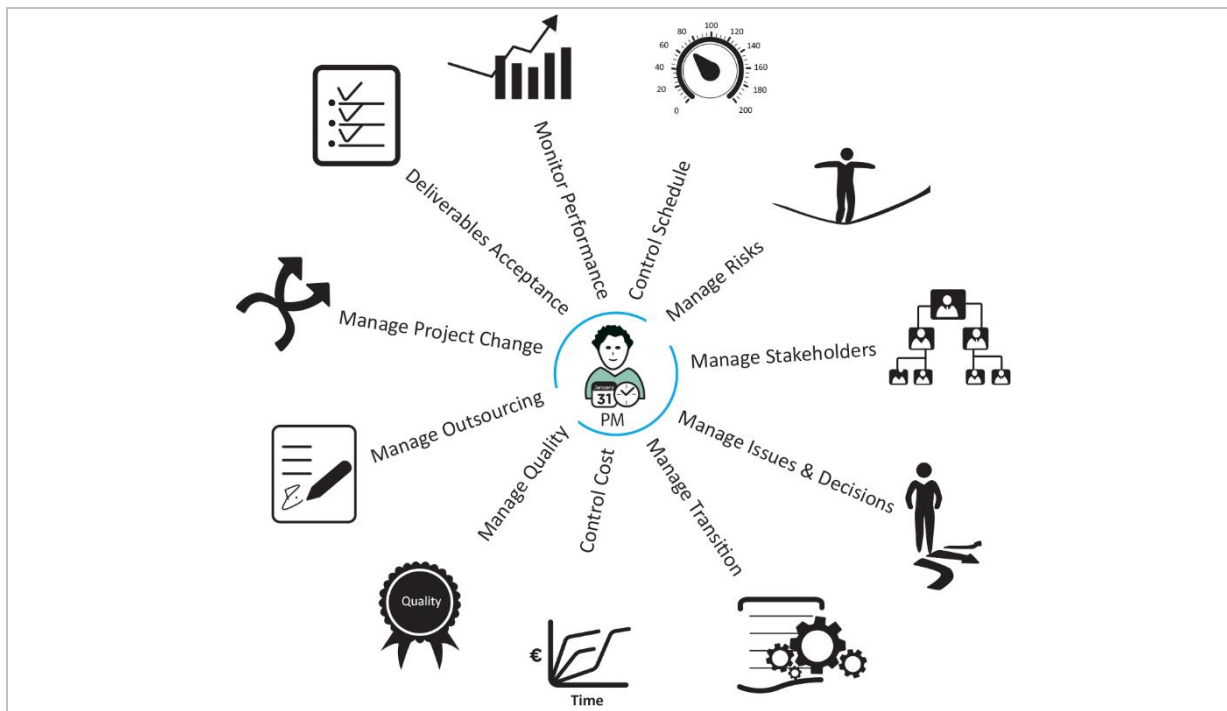 100
80
120
60
140
40
160
20
180
0
200
Monitor Performance
Control Schedule
Deliverables Acceptance
Manage Risks
Manage Project Change
Manage Stakeholders
January
31
PM
Manage Outsourcing
Manage Issues & Decisions
Manage Quality
Control Cost
Manage Transition
Quality
€
Time